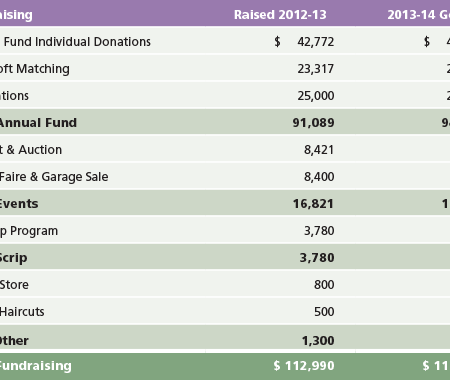 aising Raised 2012-13 2013-14 G
Fund Individual Donations $ 42,772 $ 4
oft Matching 23,317 2
tions 25,000 2
Annual Fund 91,089 9
t & Auction 8,421
Faire & Garage Sale 8,400
Events 16,821 1
p Program 3,780
Scrip 3,780
Store 800
Haircuts 500
Other 1,300
Fundraising $ 112,990 $ 11